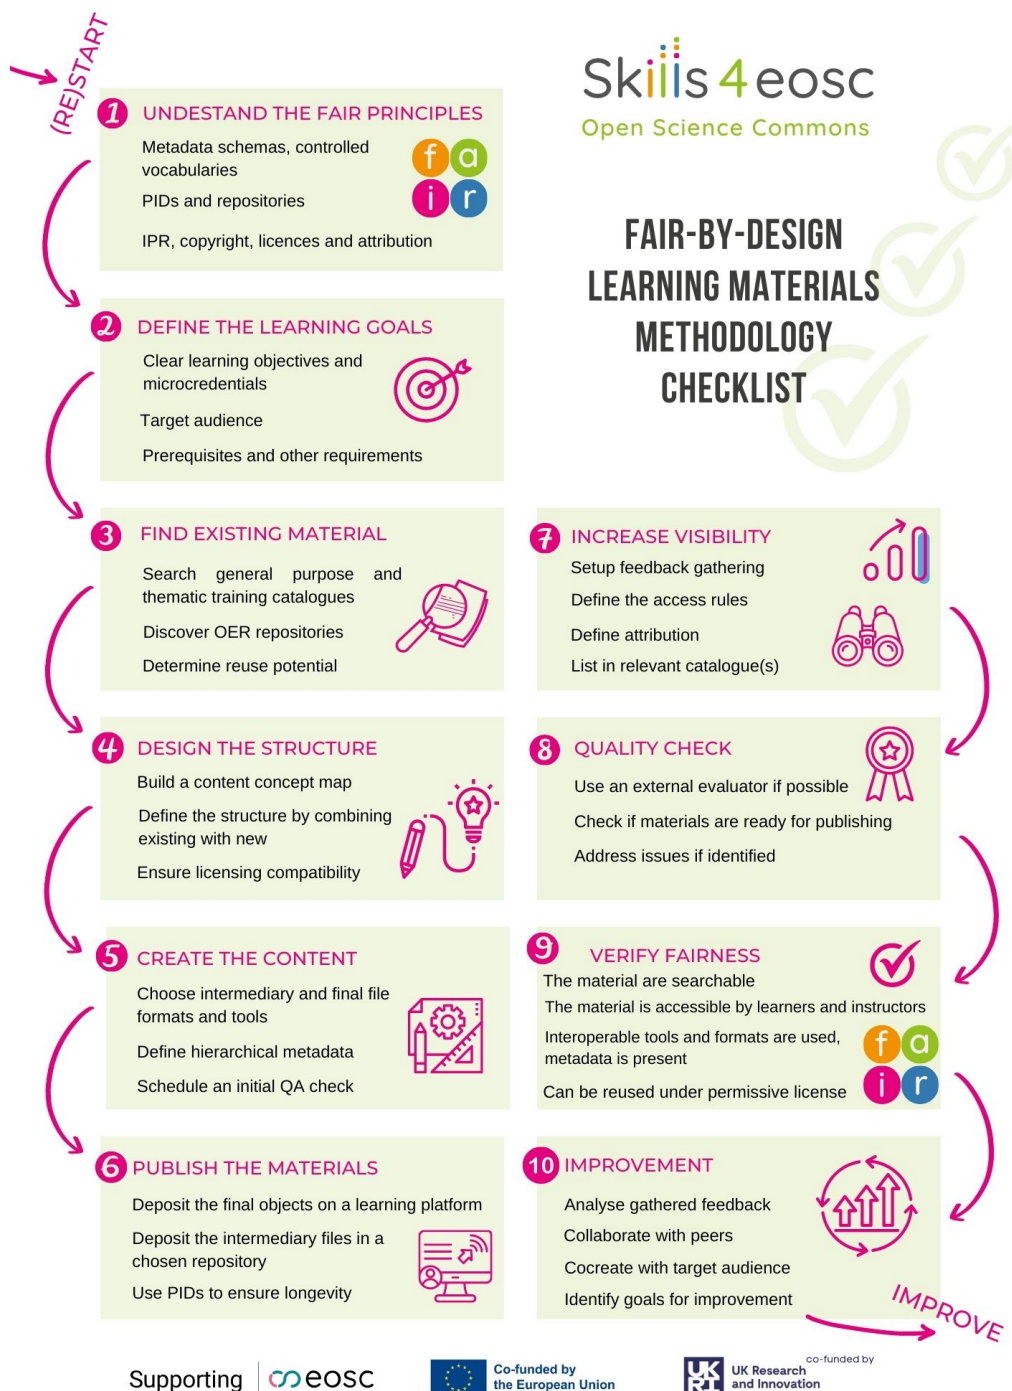 (RE)START
Skills4eosc
Open Science Commons
FAIR-BY-DESIGN
LEARNING MATERIALS
METHODOLOGY
CHECKLIST
1 UNDESTAND THE FAIR PRINCIPLES
Metadata schemas, controlled
vocabularies
PIDs and repositories
IPR, copyright, licences and attribution
f a
i r
2 DEFINE THE LEARNING GOALS
Clear learning objectives and
microcredentials
Target audience
Prerequisites and other requirements
3 FIND EXISTING MATERIAL
Search general purpose and
thematic training catalogues
Discover OER repositories
Determine reuse potential
4 DESIGN THE STRUCTURE
Build a content concept map
Define the structure by combining
existing with new
Ensure licensing compatibility
5 CREATE THE CONTENT
Choose intermediary and final file
formats and tools
Define hierarchical metadata
Schedule an initial QA check
6 PUBLISH THE MATERIALS
Deposit the final objects on a learning platform
Deposit the intermediary files in a
chosen repository
Use PIDs to ensure longevity
7 INCREASE VISIBILITY
Setup feedback gathering
Define the access rules
Define attribution
List in relevant catalogue(s)
8 QUALITY CHECK
Use an external evaluator if possible
Check if materials are ready for publishing
Address issues if identified
9 VERIFY FAIRNESS
The material are searchable
The material is accessible by learners and instructors
Interoperable tools and formats are used,
metadata is present
Can be reused under permissive license
f a
i r
10 IMPROVEMENT
Analyse gathered feedback
Collaborate with peers
Cocreate with target audience
Identify goals for improvement
IMPROVE
Supporting eosc
Co-funded by
the European Union
co-funded by
UKRI
UK Research
and Innovation